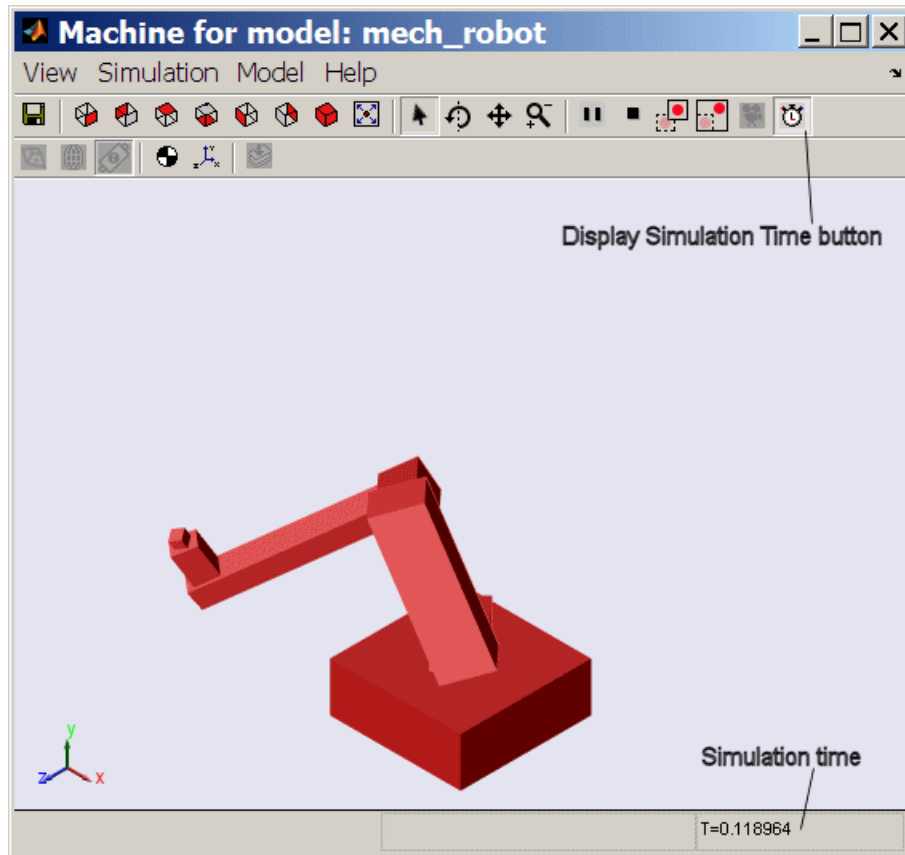 Machine for model: mech_robot
View Simulation Model Help
Display Simulation Time button
y
z x
Simulation time
T=0.118964